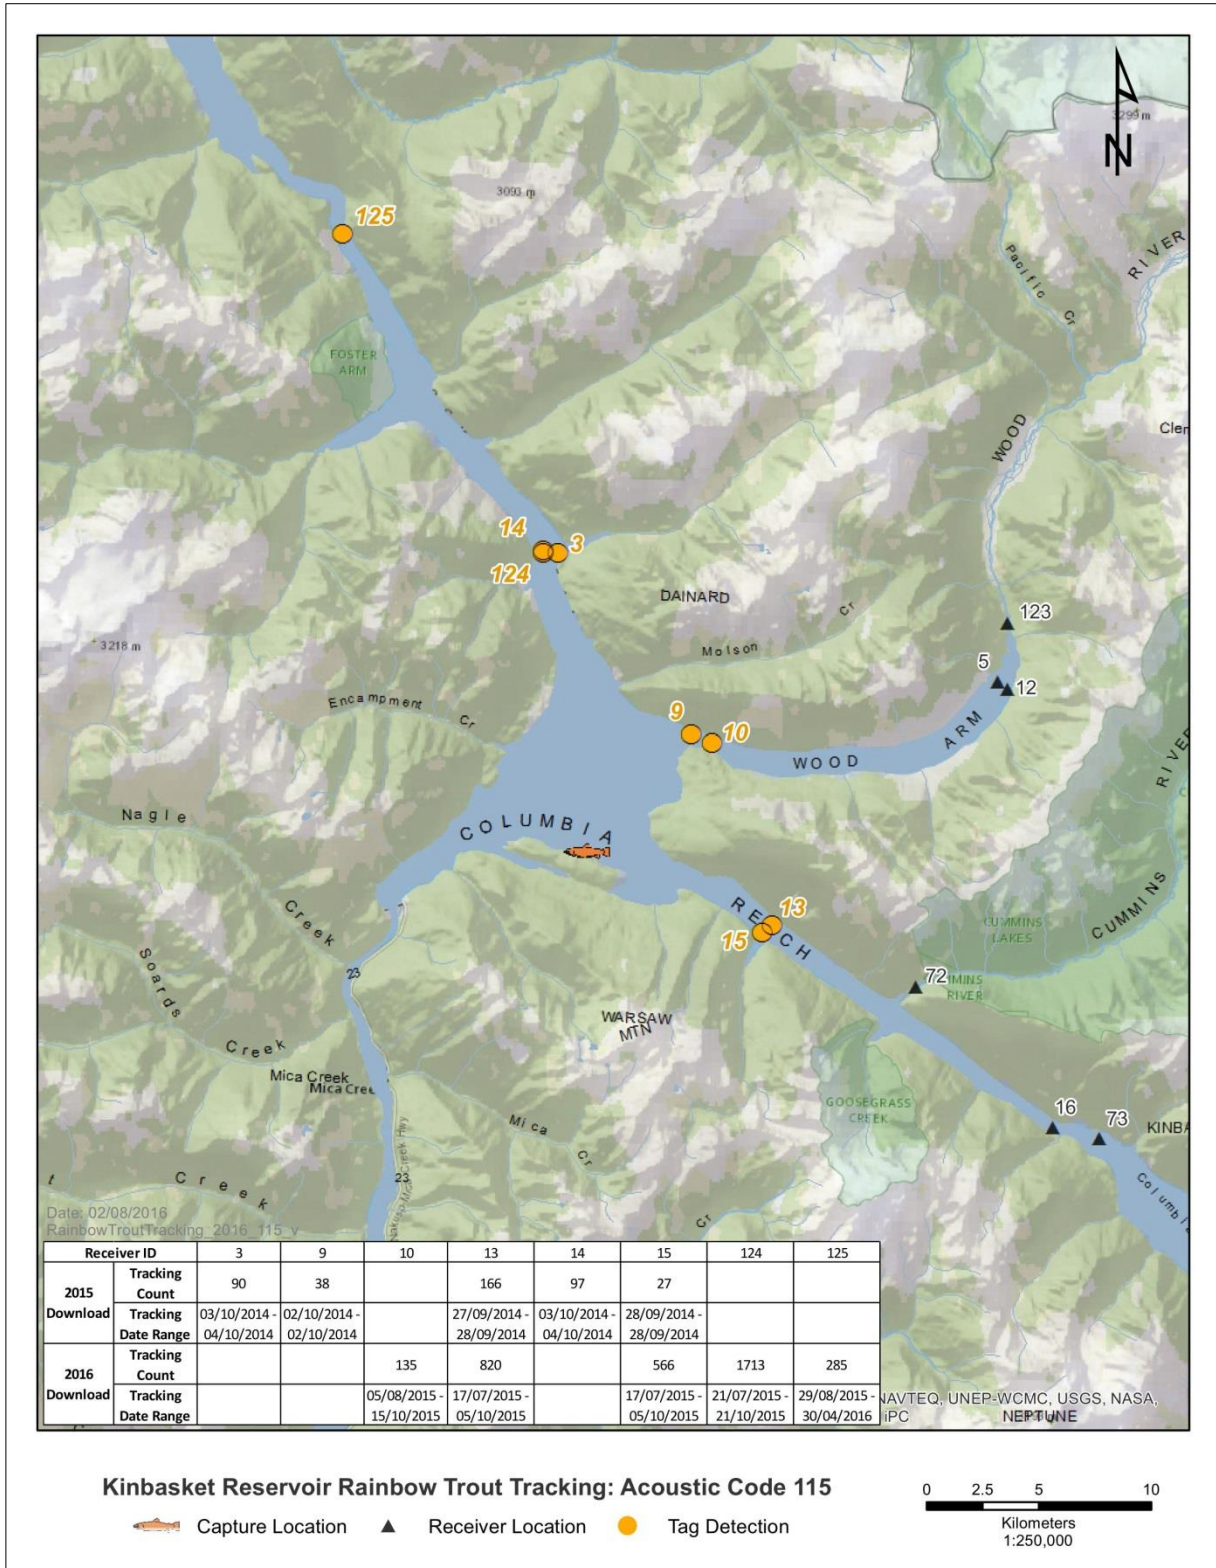 3299 m
N
3093 m
125
RIVER
Pacific Cr
FOSTER
ARM
WOOD
Cler
14
3
124
DAINARD
Molson Cr
3218 m
Encampment Cr
123
5
12
9
10
WOOD ARM
RIVER
Nagle
Creek
COLUMBIA
REACH
13
15
CUMMINS
LAKES
CUMMINS
72
MMINS
RIVER
23
Soards
Creek
WARSAW
MTN
Mica Creek
Mica Cree
GOOSEGRASS
CREEK
16
73
KINBA
Mica Cr
Columbia
23
Creek
Cr
Date: 02/08/2016
RainbowTroutTracking_2016_115_v
Receiver ID 3 9 10 13 14 15 124 125
2015 Download Tracking Count 90 38 166 97 27
Tracking Date Range 03/10/2014 - 04/10/2014 02/10/2014 - 02/10/2014 27/09/2014 - 28/09/2014 03/10/2014 - 04/10/2014 28/09/2014 - 28/09/2014
2016 Download Tracking Count 135 820 566 1713 285
Tracking Date Range 05/08/2015 - 15/10/2015 17/07/2015 - 05/10/2015 17/07/2015 - 05/10/2015 21/07/2015 - 21/10/2015 29/08/2015 - 30/04/2016
NAVTEQ, UNEP-WCMC, USGS, NASA,
iPC
NEPTUNE
Kinbasket Reservoir Rainbow Trout Tracking: Acoustic Code 115
Capture Location Receiver Location Tag Detection
0 2.5 5 10
Kilometers
1:250,000